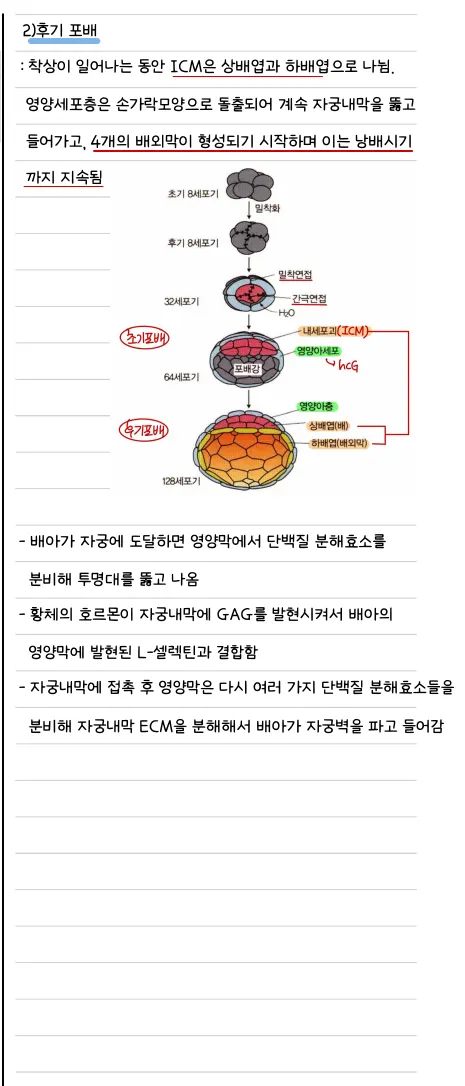 2)후기 포배
: 착상이 일어나는 동안 ICM은 상배엽과 하배엽으로 나뉨.
영양세포층은 손가락모양으로 돌출되어 계속 자궁내막을 뚫고
들어가고, 4개의 배외막이 형성되기 시작하며 이는 낭배시기
까지 지속됨
초기 8세포기
밀착화
후기 8세포기
밀착연접
32세포기
간극연접
H₂O
초기포배
내세포괴(ICM)
영양아세포
hCG
포배강
64세포기
영양아층
후기포배
상배엽(배)
하배엽(배외막)
128세포기
- 배아가 자궁에 도달하면 영양막에서 단백질 분해효소를
분비해 투명대를 뚫고 나옴
- 황체의 호르몬이 자궁내막에 GAG를 발현시켜서 배아의
영양막에 발현된 L-셀렉틴과 결합함
- 자궁내막에 접촉 후 영양막은 다시 여러 가지 단백질 분해효소들을
분비해 자궁내막 ECM을 분해해서 배아가 자궁벽을 파고 들어감